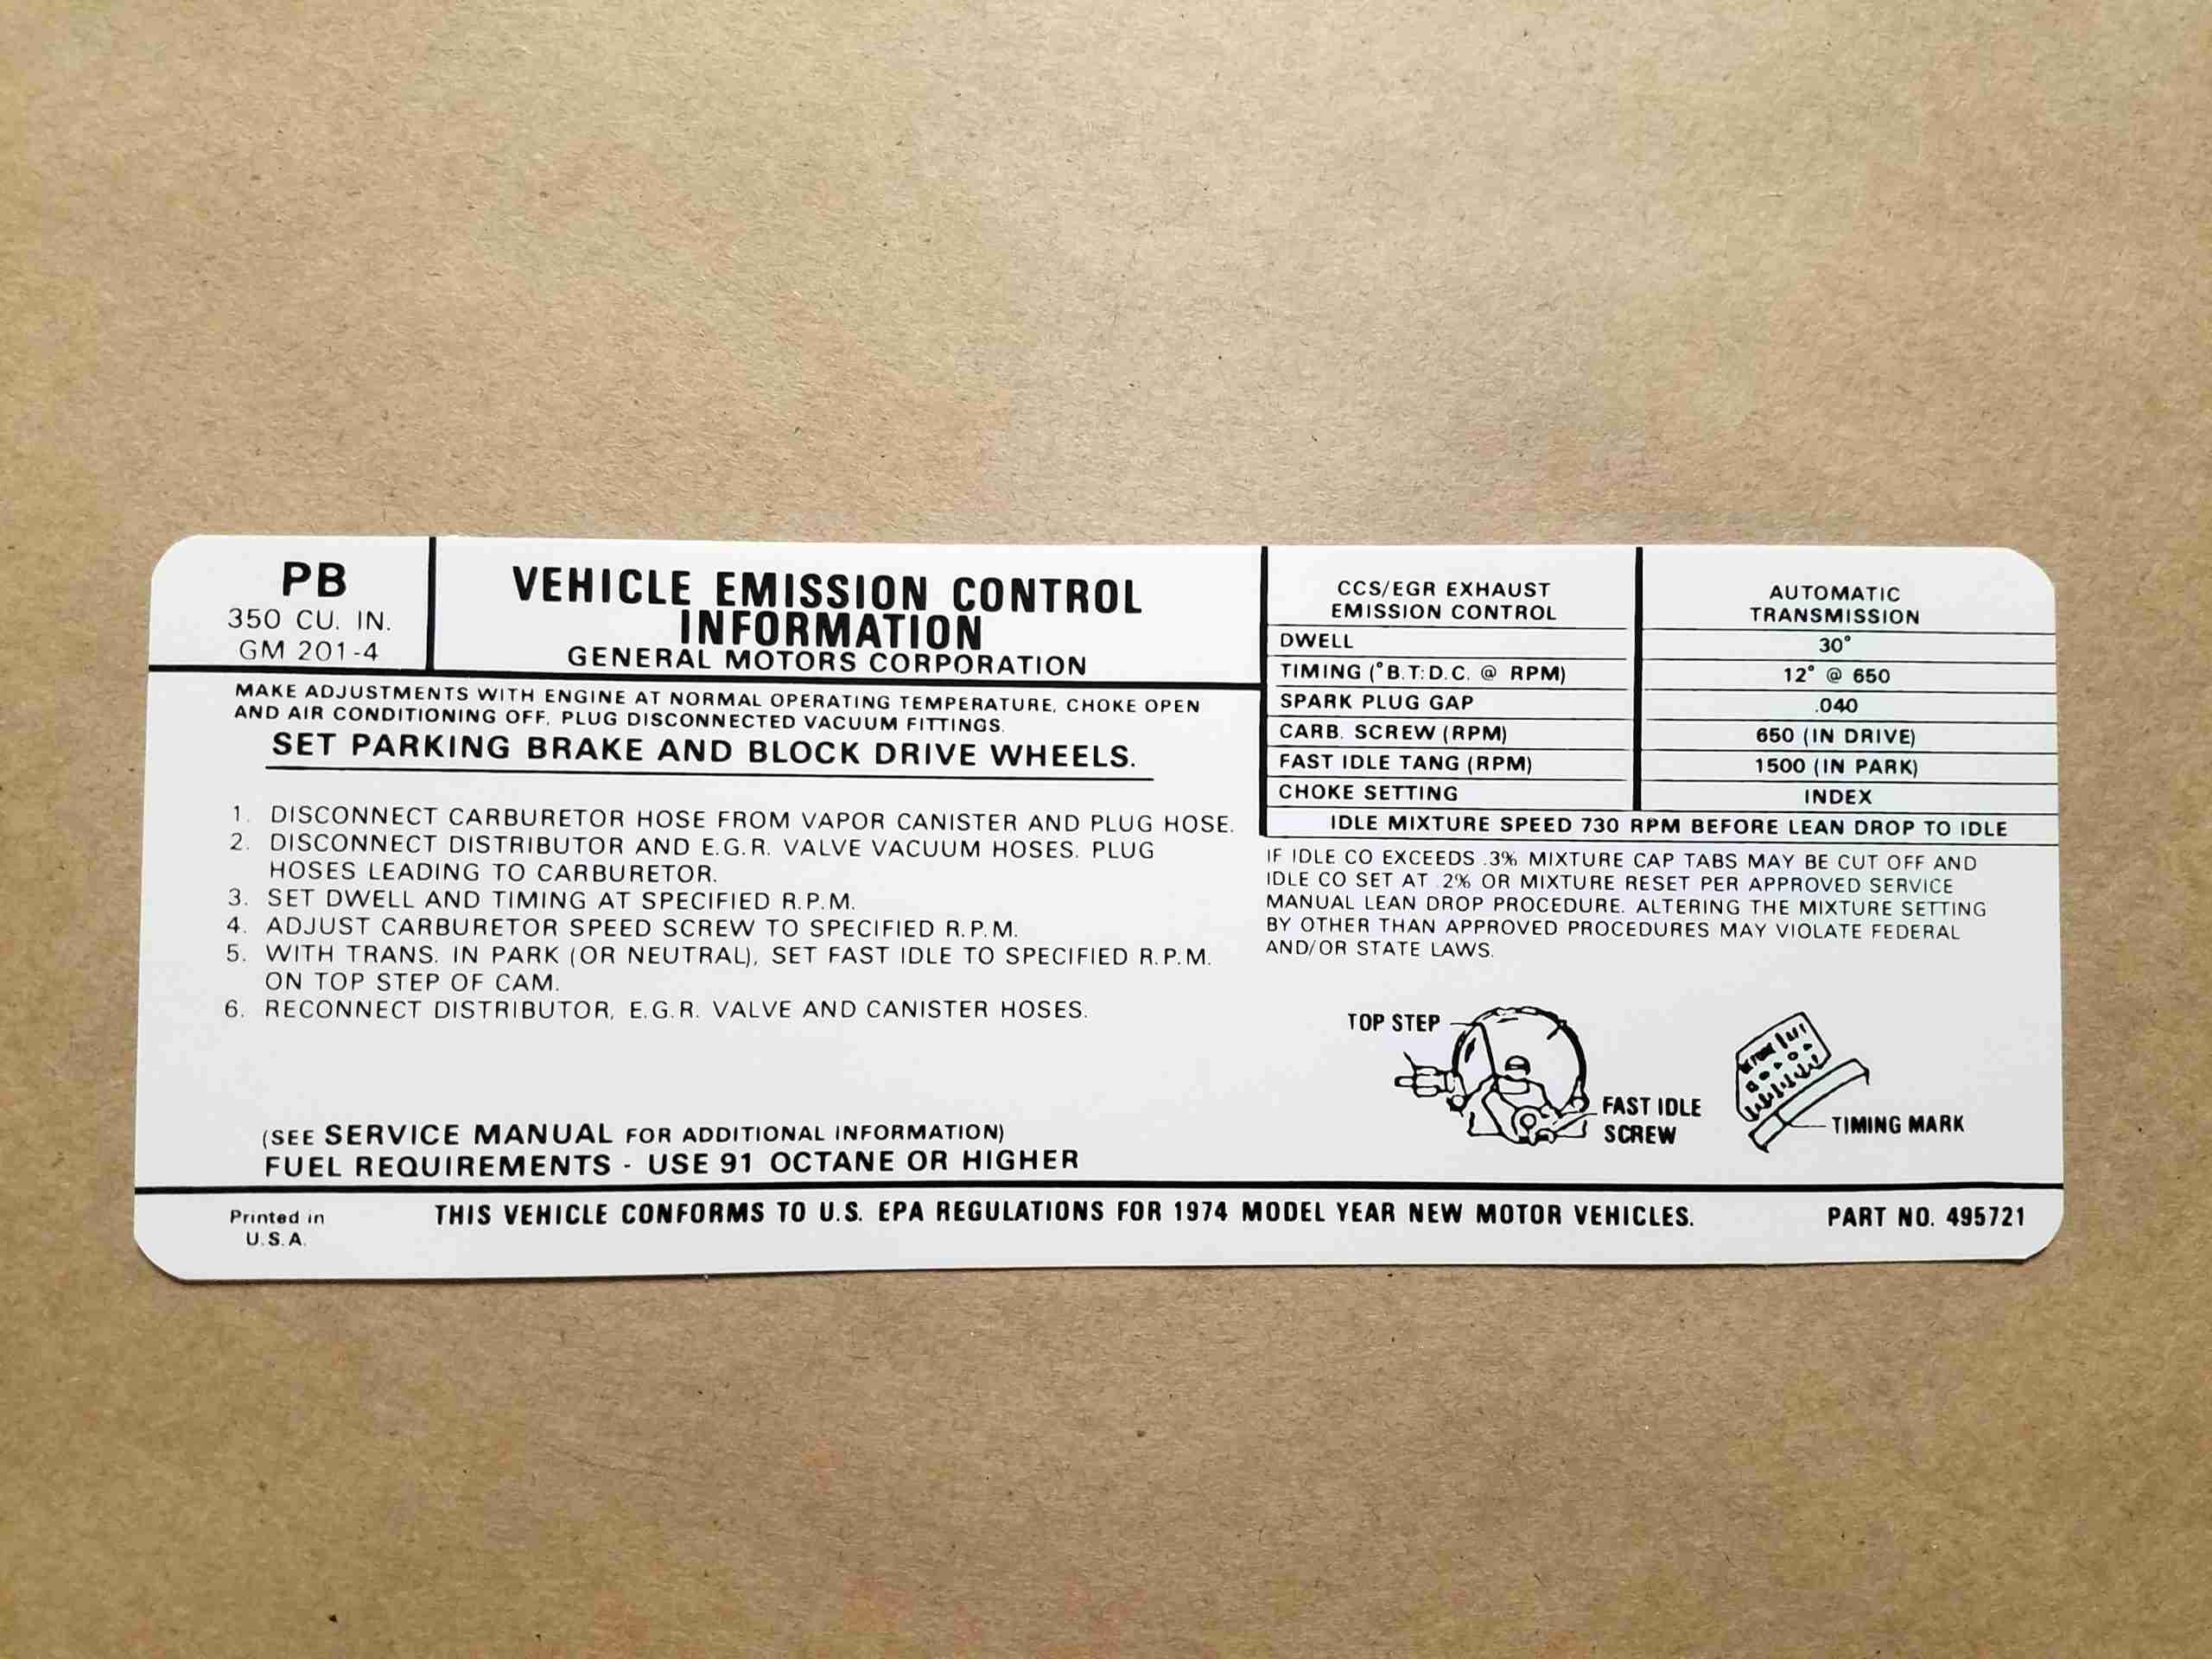 PB
350 CU. IN.
GM 201-4
VEHICLE EMISSION CONTROL
INFORMATION
GENERAL MOTORS CORPORATION
MAKE ADJUSTMENTS WITH ENGINE AT NORMAL OPERATING TEMPERATURE, CHOKE OPEN
AND AIR CONDITIONING OFF, PLUG DISCONNECTED VACUUM FITTINGS.
SET PARKING BRAKE AND BLOCK DRIVE WHEELS.
1. DISCONNECT CARBURETOR HOSE FROM VAPOR CANISTER AND PLUG HOSE.
2. DISCONNECT DISTRIBUTOR AND E.G.R. VALVE VACUUM HOSES. PLUG
HOSES LEADING TO CARBURETOR.
3. SET DWELL AND TIMING AT SPECIFIED R.P.M.
4. ADJUST CARBURETOR SPEED SCREW TO SPECIFIED R.P.M.
5. WITH TRANS. IN PARK (OR NEUTRAL), SET FAST IDLE TO SPECIFIED R.P.M.
ON TOP STEP OF CAM.
6. RECONNECT DISTRIBUTOR, E.G.R. VALVE AND CANISTER HOSES.
(SEE SERVICE MANUAL FOR ADDITIONAL INFORMATION)
FUEL REQUIREMENTS - USE 91 OCTANE OR HIGHER
CCS/EGR EXHAUST
EMISSION CONTROL
AUTOMATIC
TRANSMISSION
DWELL 30°
TIMING (°B.T:D.C. @ RPM) 12° @ 650
SPARK PLUG GAP .040
CARB. SCREW (RPM) 650 (IN DRIVE)
FAST IDLE TANG (RPM) 1500 (IN PARK)
CHOKE SETTING INDEX
IDLE MIXTURE SPEED 730 RPM BEFORE LEAN DROP TO IDLE
IF IDLE CO EXCEEDS .3% MIXTURE CAP TABS MAY BE CUT OFF AND
IDLE CO SET AT .2% OR MIXTURE RESET PER APPROVED SERVICE
MANUAL LEAN DROP PROCEDURE. ALTERING THE MIXTURE SETTING
BY OTHER THAN APPROVED PROCEDURES MAY VIOLATE FEDERAL
AND/OR STATE LAWS.
TOP STEP
FAST IDLE
SCREW
TIMING MARK
Printed in
U.S.A.
THIS VEHICLE CONFORMS TO U.S. EPA REGULATIONS FOR 1974 MODEL YEAR NEW MOTOR VEHICLES.
PART NO. 495721